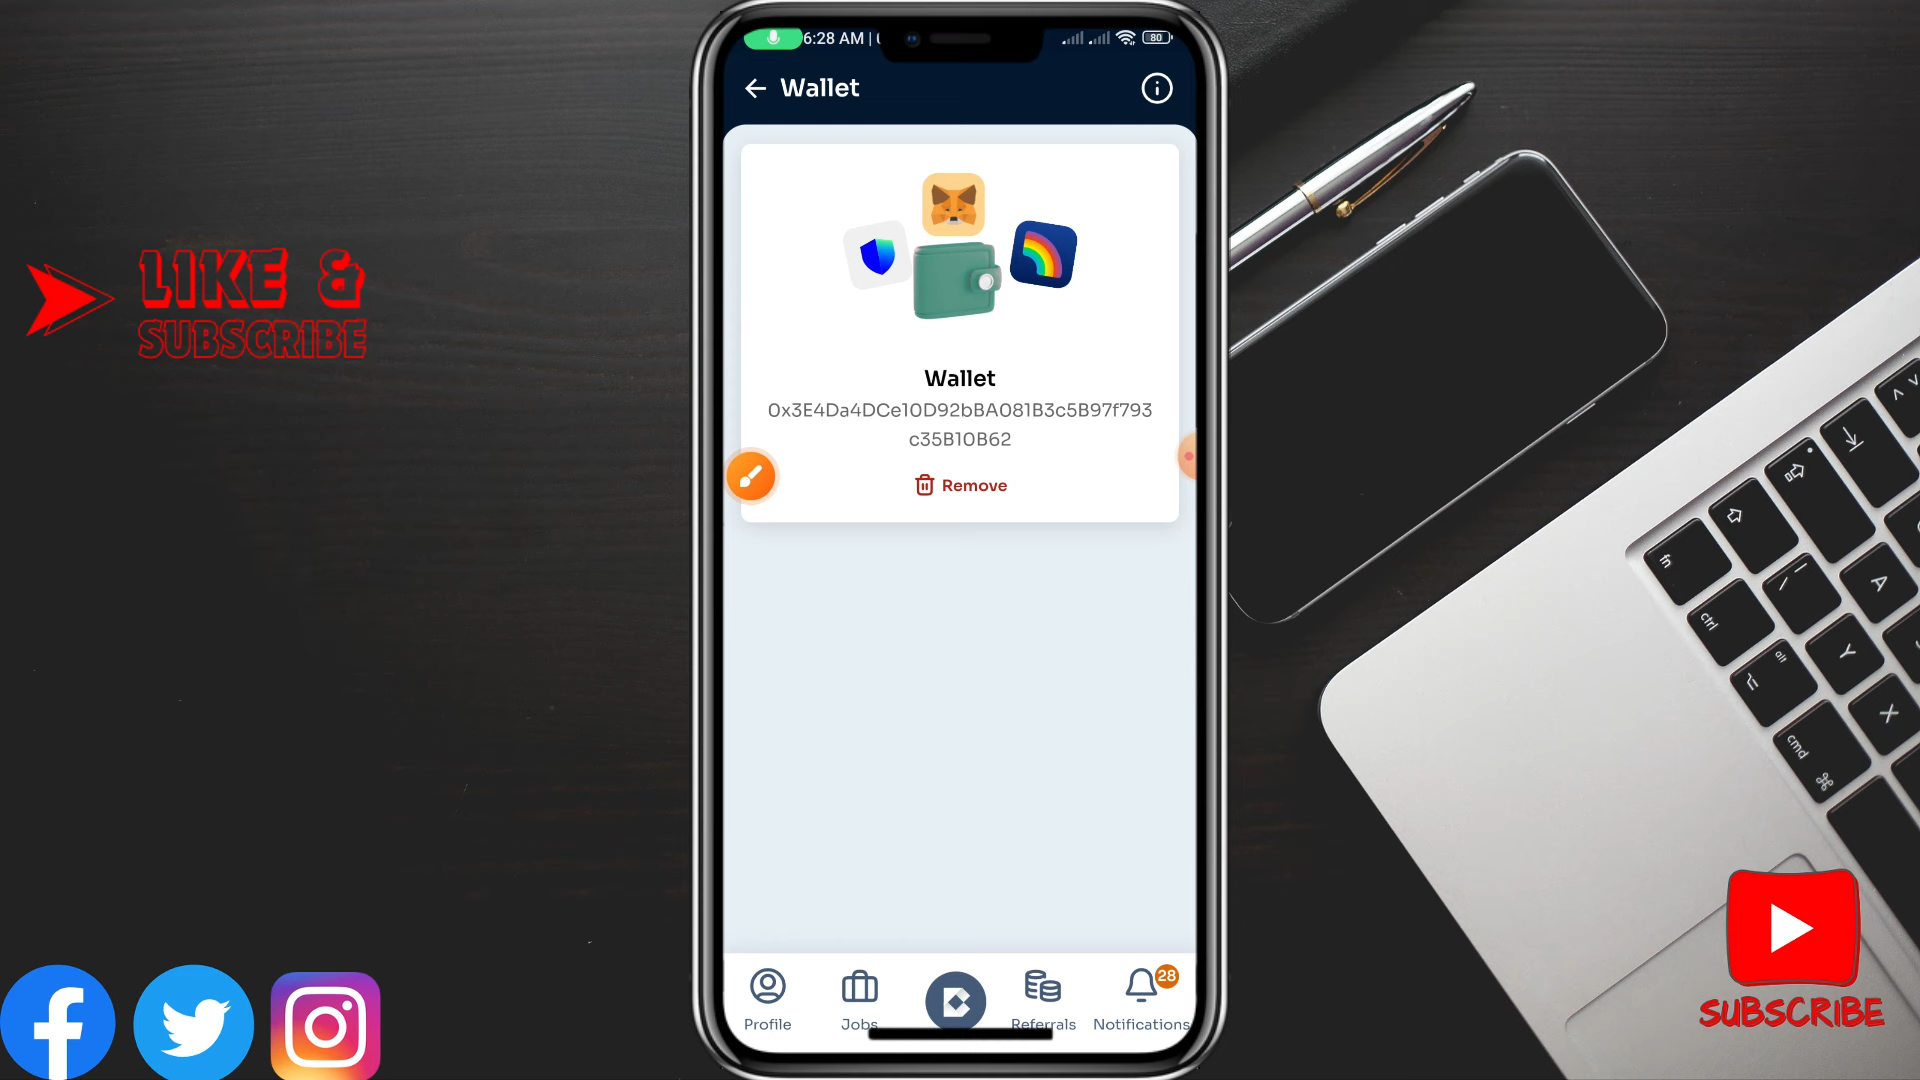 6:28 AM |
80
Wallet
LIKE &
SUBSCRIBE
Wallet
0x3E4Da4DCe10D92bBA081B3c5B97f793
c35B10B62
Remove
fn
ctrl
alt
cmd
⌘
A
Y
X
28
Profile
Jobs
Referrals
Notifications
SUBSCRIBE